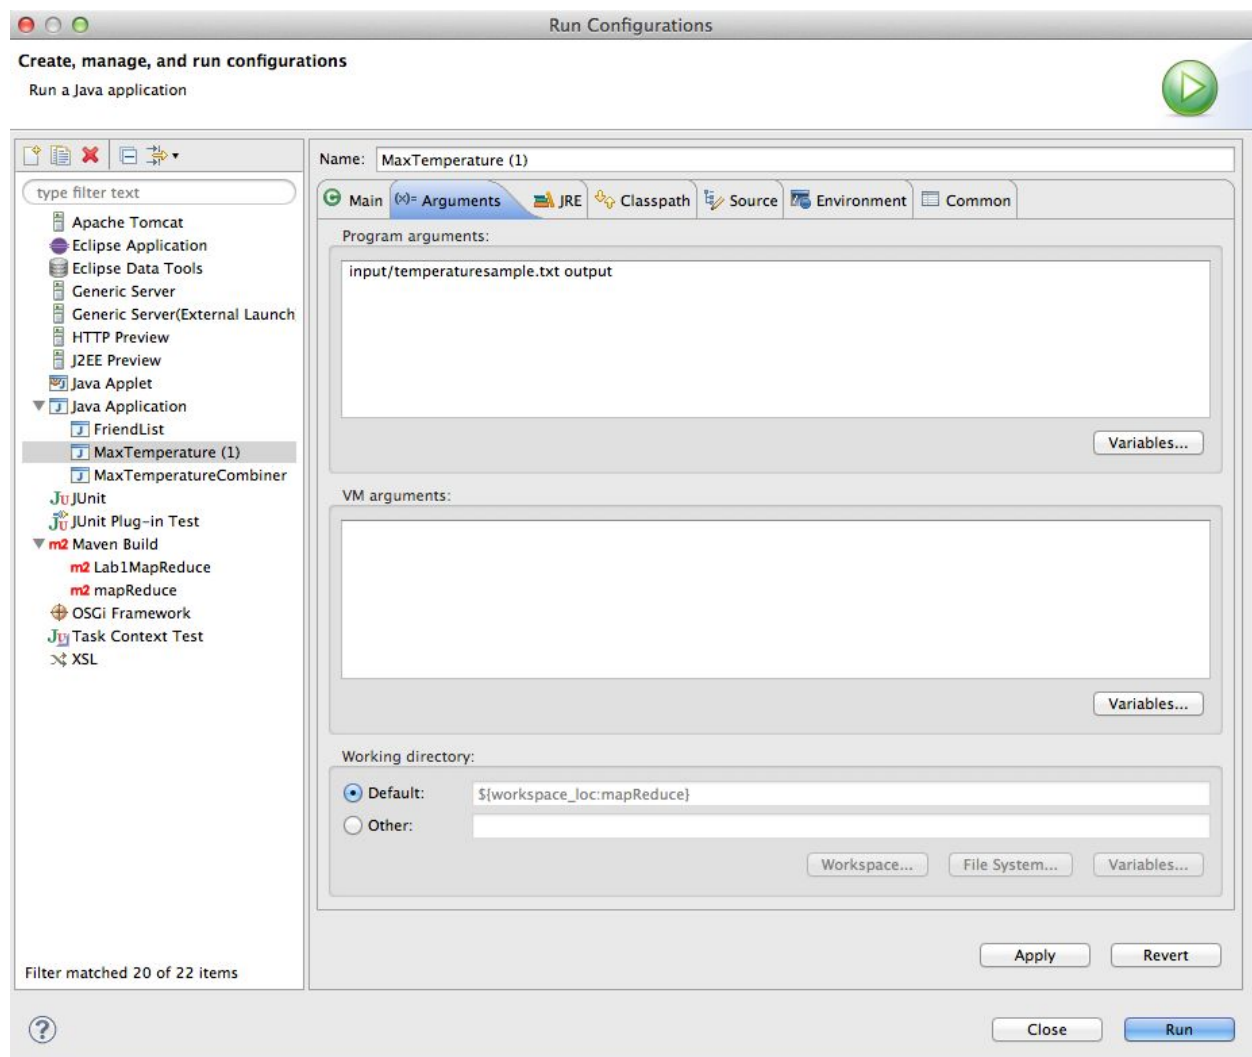 Run Configurations
Create, manage, and run configurations
Run a Java application
Name: MaxTemperature (1)
type filter text
Apache Tomcat
Eclipse Application
Eclipse Data Tools
Generic Server
Generic Server(External Launch
HTTP Preview
J2EE Preview
Java Applet
Java Application
FriendList
MaxTemperature (1)
MaxTemperatureCombiner
JUnit
JUnit Plug-in Test
m2 Maven Build
m2 Lab1MapReduce
m2 mapReduce
OSGi Framework
Task Context Test
XSL
Filter matched 20 of 22 items
Main (x)= Arguments JRE Classpath Source Environment Common
Program arguments:
input/temperaturesample.txt output
Variables...
VM arguments:
Variables...
Working directory:
Default: ${workspace_loc:mapReduce}
Other:
Workspace... File System... Variables...
Apply Revert
? Close Run